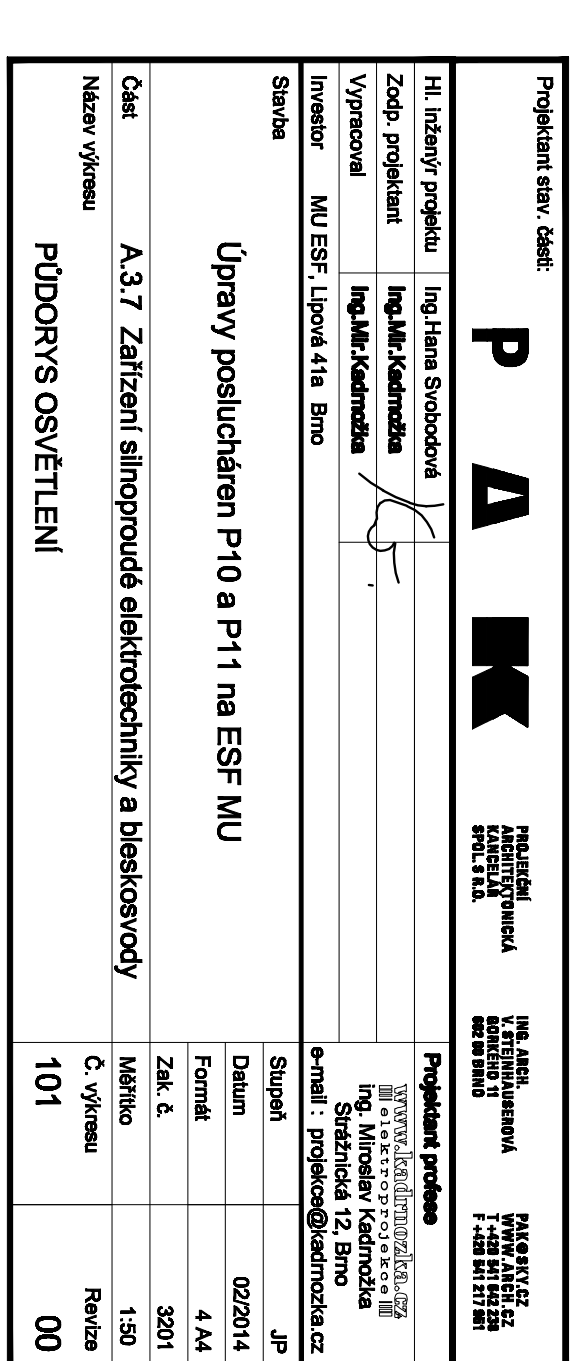 Projektant stav. části:
P A K
PROJEKČNÍ
ARCHITEKTONICKÁ
KANCELÁŘ
SPOL. S R.O.
ING. ARCH.
V. STEINHAUSEROVÁ
GORKÉHO 11
602 00 BRNO
PAK@SKY.CZ
WWW.ARCH.CZ
T +420 541 642 238
F +420 541 217 961
Hl. inženýr projektu Ing.Hana Svobodová
Zodp. projektant Ing.Mir.Kadrnožka
Vypracoval Ing.Mir.Kadrnožka
Projektant profese
www.kadrnozka.cz
elektroprojekce
ing. Miroslav Kadrnožka
Strážnická 12, Brno
e-mail : projekce@kadrnozka.cz
Investor MU ESF, Lipová 41a Brno
Stavba
Úpravy poslucháren P10 a P11 na ESF MU
Stupeň JP
Datum 02/2014
Formát 4 A4
Zak. č. 3201
Část A.3.7 Zařízení silnoproudé elektrotechniky a bleskosvody
Měřítko 1:50
Název výkresu
PŮDORYS OSVĚTLENÍ
Č. výkresu Revize
101 00